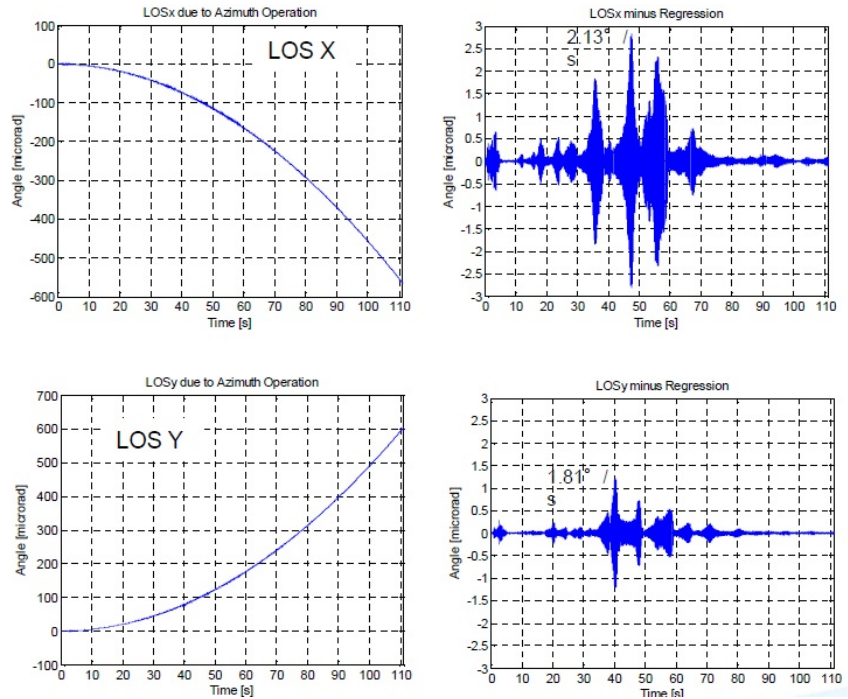 LOSx due to Azimuth Operation
100
0
-100
-200
-300
-400
-500
-600
Angle [microrad]
LOS X
0 10 20 30 40 50 60 70 80 90 100 110
Time [s]
LOSx minus Regression
3
2.5
2
1.5
1
0.5
0
-0.5
-1
-1.5
-2
-2.5
-3
Angle [microrad]
2.13° /
s
0 10 20 30 40 50 60 70 80 90 100 110
Time [s]
LOSy due to Azimuth Operation
700
600
500
400
300
200
100
0
-100
Angle [microrad]
LOS Y
0 10 20 30 40 50 60 70 80 90 100 110
Time [s]
LOSy minus Regression
3
2.5
2
1.5
1
0.5
0
-0.5
-1
-1.5
-2
-2.5
-3
Angle [microrad]
1.81° /
s
0 10 20 30 40 50 60 70 80 90 100 110
Time [s]